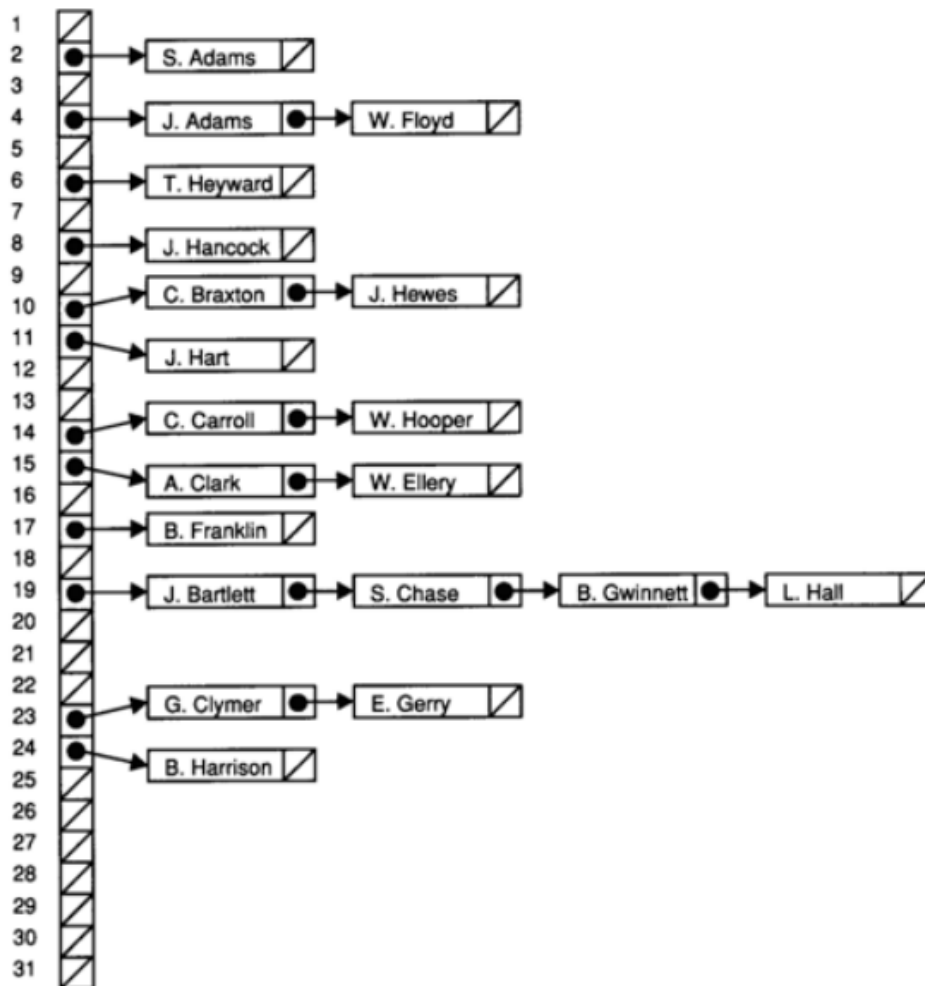 1
2 S. Adams
3
4 J. Adams W. Floyd
5
6 T. Heyward
7
8 J. Hancock
9
10 C. Braxton J. Hewes
11
12 J. Hart
13
14 C. Carroll W. Hooper
15
16 A. Clark W. Ellery
17 B. Franklin
18
19 J. Bartlett S. Chase B. Gwinnett L. Hall
20
21
22
23 G. Clymer E. Gerry
24
25 B. Harrison
26
27
28
29
30
31